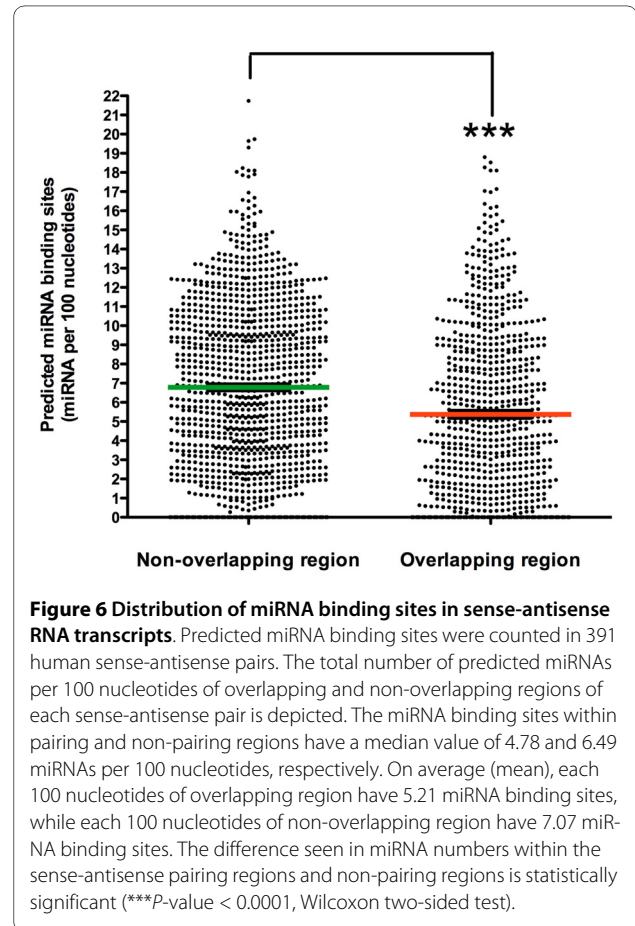 ***
22
21
20
19
18
17
16
15
14
13
12
11
10
9
8
7
6
5
4
3
2
1
0
Predicted miRNA binding sites
(miRNA per 100 nucleotides)
Non-overlapping region
Overlapping region
Figure 6 Distribution of miRNA binding sites in sense-antisense
RNA transcripts. Predicted miRNA binding sites were counted in 391
human sense-antisense pairs. The total number of predicted miRNAs
per 100 nucleotides of overlapping and non-overlapping regions of
each sense-antisense pair is depicted. The miRNA binding sites within
pairing and non-pairing regions have a median value of 4.78 and 6.49
miRNAs per 100 nucleotides, respectively. On average (mean), each
100 nucleotides of overlapping region have 5.21 miRNA binding sites,
while each 100 nucleotides of non-overlapping region have 7.07 miR-
NA binding sites. The difference seen in miRNA numbers within the
sense-antisense pairing regions and non-pairing regions is statistically
significant (***P-value < 0.0001, Wilcoxon two-sided test).